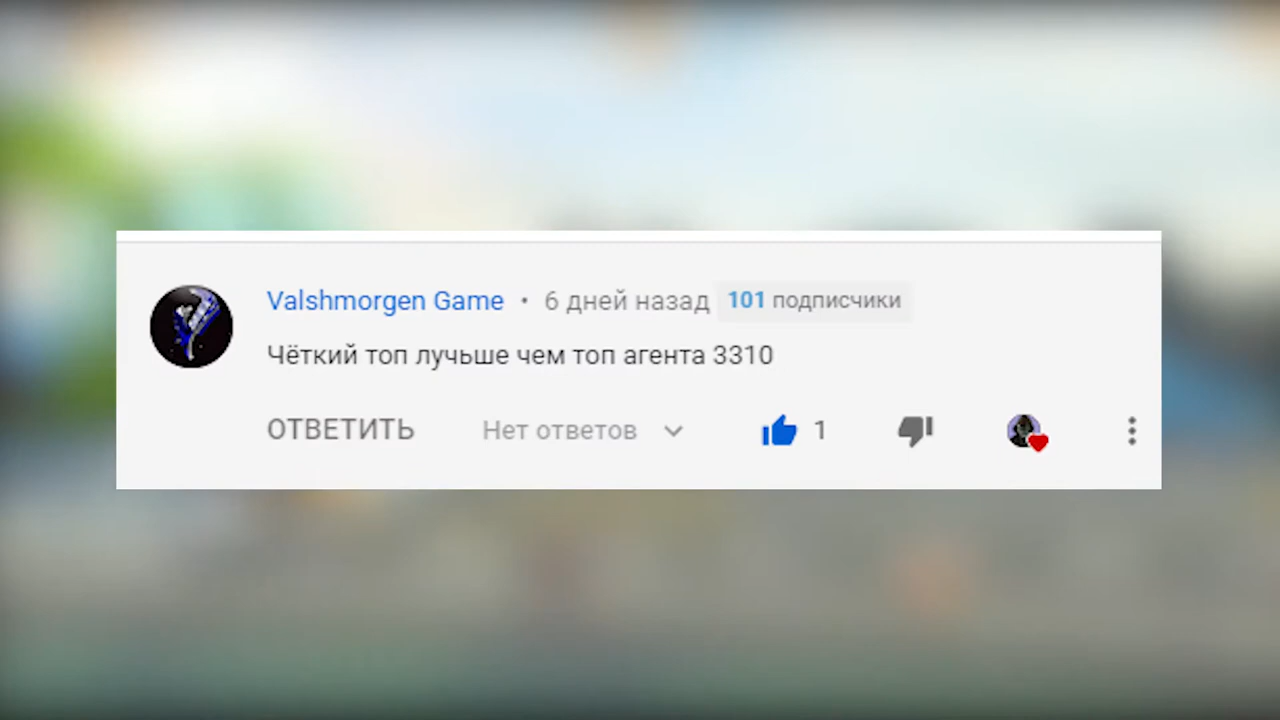 Valshmorgen Game • 6 дней назад 101 подписчики
Чёткий топ лучьше чем топ агента 3310
ОТВЕТИТЬ Нет ответов 1